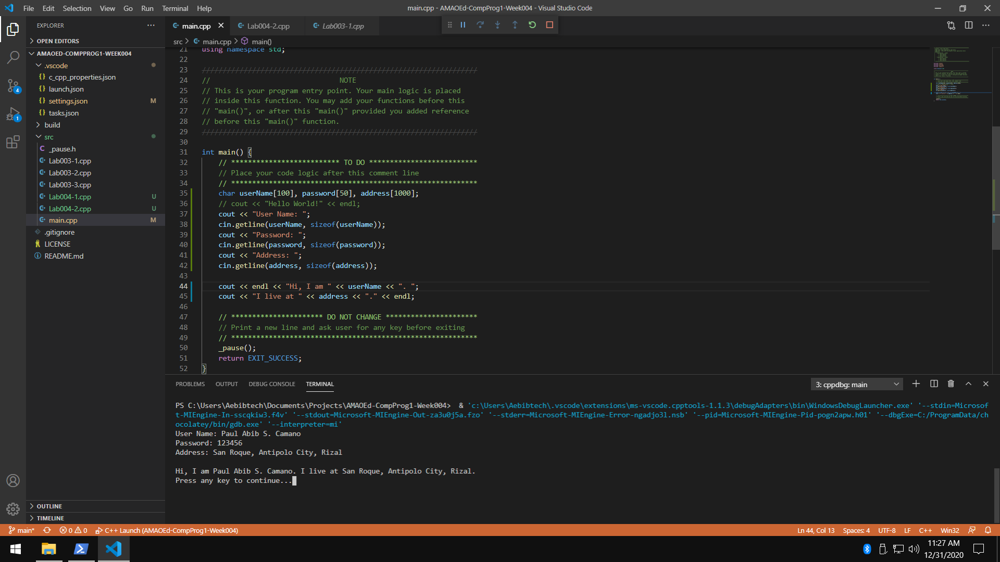 File Edit Selection View Go Run Terminal Help
main.cpp - AMAOEd-CompProg1-Week004 - Visual Studio Code
EXPLORER
OPEN EDITORS
AMAOED-COMPPROG1-WEEK004
.vscode
{} c_cpp_properties.json
{} launch.json
{} settings.json M
{} tasks.json
build
src
C _pause.h
Lab003-1.cpp
Lab003-2.cpp
Lab003-3.cpp
Lab004-1.cpp U
Lab004-2.cpp U
main.cpp M
.gitignore
LICENSE
README.md
OUTLINE
TIMELINE
4
1
main.cpp Lab004-2.cpp Lab003-1.cpp
src > main.cpp > main()
21 using namespace std;
22
23 //////////////////////////////////////////////////////////////////
24 // NOTE
25 // This is your program entry point. Your main logic is placed
26 // inside this function. You may add your functions before this
27 // "main()", or after this "main()" provided you added reference
28 // before this "main()" function.
29 //////////////////////////////////////////////////////////////////
30
31 int main() {
32 // ************************** TO DO **************************
33 // Place your code logic after this comment line
34 // ***********************************************************
35 char userName[100], password[50], address[1000];
36 // cout << "Hello World!" << endl;
37 cout << "User Name: ";
38 cin.getline(userName, sizeof(userName));
39 cout << "Password: ";
40 cin.getline(password, sizeof(password));
41 cout << "Address: ";
42 cin.getline(address, sizeof(address));
43
44 cout << endl << "Hi, I am " << userName << ". ";
45 cout << "I live at " << address << "." << endl;
46
47 // ********************** DO NOT CHANGE **********************
48 // Print a new line and ask user for any key before exiting
49 // ***********************************************************
50 _pause();
51 return EXIT_SUCCESS;
52 }
PROBLEMS OUTPUT DEBUG CONSOLE TERMINAL
3: cppdbg: main
PS C:\Users\Aebibtech\Documents\Projects\AMAOEd-CompProg1-Week004> & 'c:\Users\Aebibtech\.vscode\extensions\ms-vscode.cpptools-1.1.3\debugAdapters\bin\WindowsDebugLauncher.exe' '--stdin=Microsof
t-MIEngine-In-sscqkiw3.f4v' '--stdout=Microsoft-MIEngine-Out-za3u0j5a.fzo' '--stderr=Microsoft-MIEngine-Error-ngadjo3l.nsb' '--pid=Microsoft-MIEngine-Pid-pogn2apw.h01' '--dbgExe=C:/ProgramData/ch
ocolatey/bin/gdb.exe' '--interpreter=mi'
User Name: Paul Abib S. Camano
Password: 123456
Address: San Roque, Antipolo City, Rizal
Hi, I am Paul Abib S. Camano. I live at San Roque, Antipolo City, Rizal.
Press any key to continue...
main* 0 0 C++ Launch (AMAOEd-CompProg1-Week004)
Ln 44, Col 13 Spaces: 4 UTF-8 LF C++ Win32
11:27 AM
12/31/2020